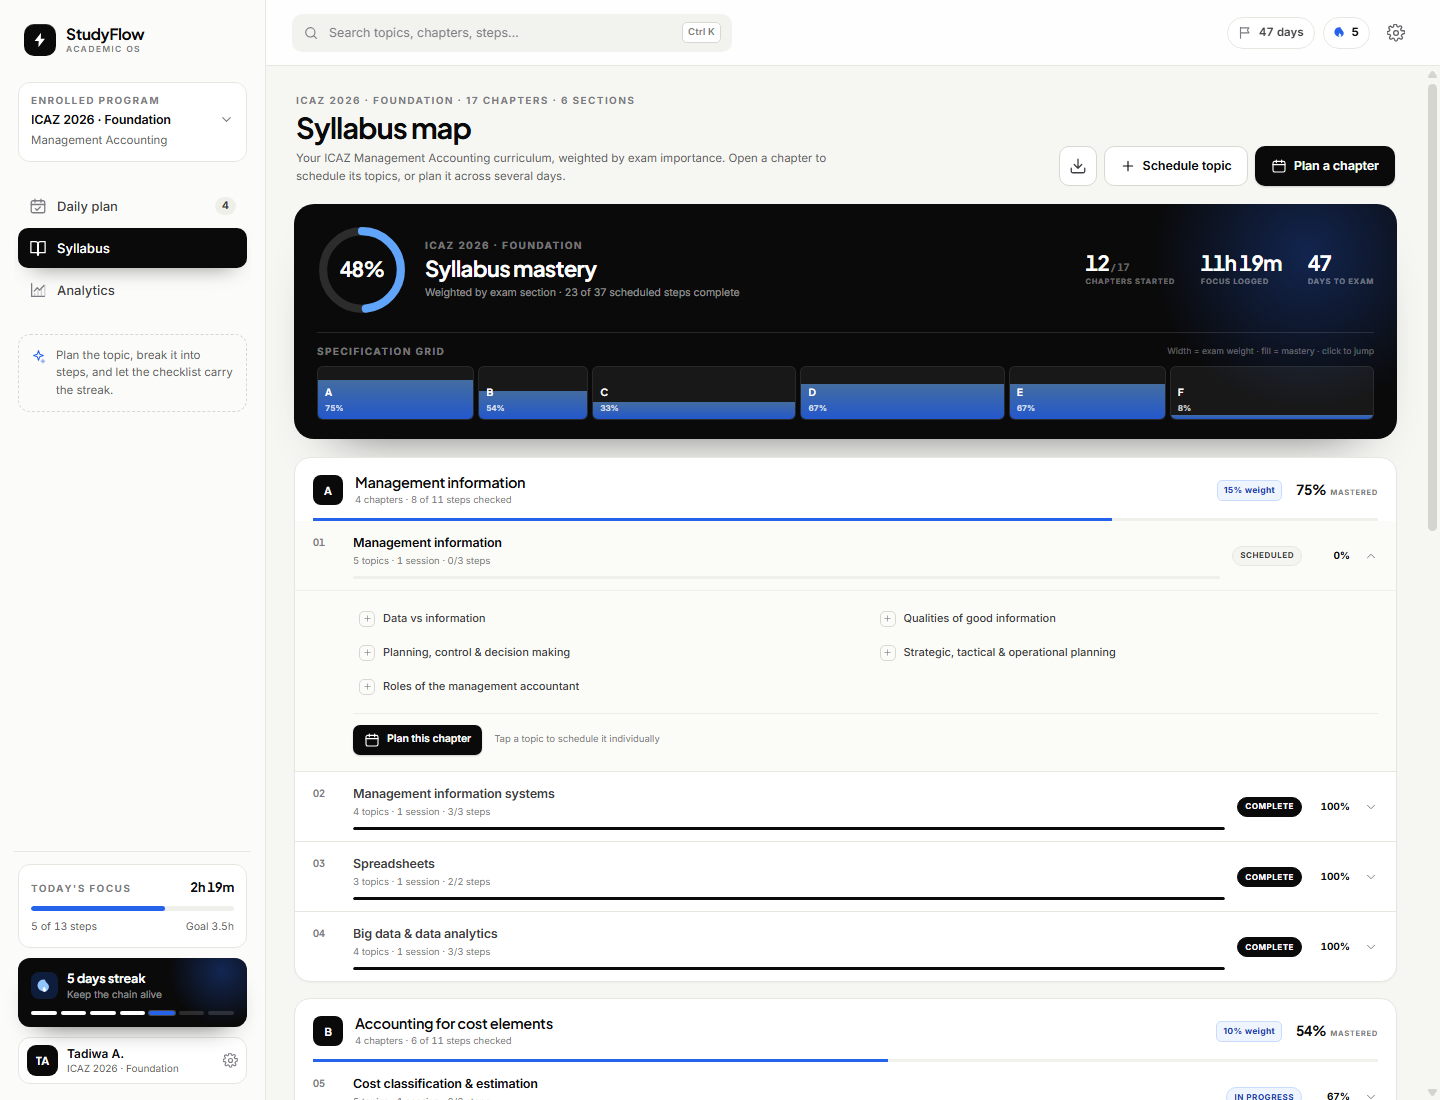 StudyFlow
ACADEMIC OS
ENROLLED PROGRAM
ICAZ 2026 · Foundation
Management Accounting
Daily plan
4
Syllabus
Analytics
Plan the topic, break it into
steps, and let the checklist carry
the streak.
TODAY'S FOCUS
2h19m
5 of 13 steps
Goal 3.5h
5 days streak
Keep the chain alive
TA
Tadiwa A.
ICAZ 2026 · Foundation
Search topics, chapters, steps...
Ctrl K
47 days
5
ICAZ 2026 · FOUNDATION · 17 CHAPTERS · 6 SECTIONS
Syllabus map
Your ICAZ Management Accounting curriculum, weighted by exam importance. Open a chapter to
schedule its topics, or plan it across several days.
Schedule topic
Plan a chapter
48%
ICAZ 2026 · FOUNDATION
Syllabus mastery
Weighted by exam section · 23 of 37 scheduled steps complete
12/17
CHAPTERS STARTED
11h19m
FOCUS LOGGED
47
DAYS TO EXAM
SPECIFICATION GRID
Width = exam weight · fill = mastery · click to jump
A
75%
B
54%
C
33%
D
67%
E
67%
F
8%
A
Management information
4 chapters · 8 of 11 steps checked
15% weight
75% MASTERED
01
Management information
5 topics · 1 session · 0/3 steps
SCHEDULED
0%
Data vs information
Qualities of good information
Planning, control & decision making
Strategic, tactical & operational planning
Roles of the management accountant
Plan this chapter
Tap a topic to schedule it individually
02
Management information systems
4 topics · 1 session · 3/3 steps
COMPLETE
100%
03
Spreadsheets
3 topics · 1 session · 2/2 steps
COMPLETE
100%
04
Big data & data analytics
4 topics · 1 session · 3/3 steps
COMPLETE
100%
B
Accounting for cost elements
4 chapters · 6 of 11 steps checked
10% weight
54% MASTERED
05
Cost classification & estimation
IN PROGRESS
67%